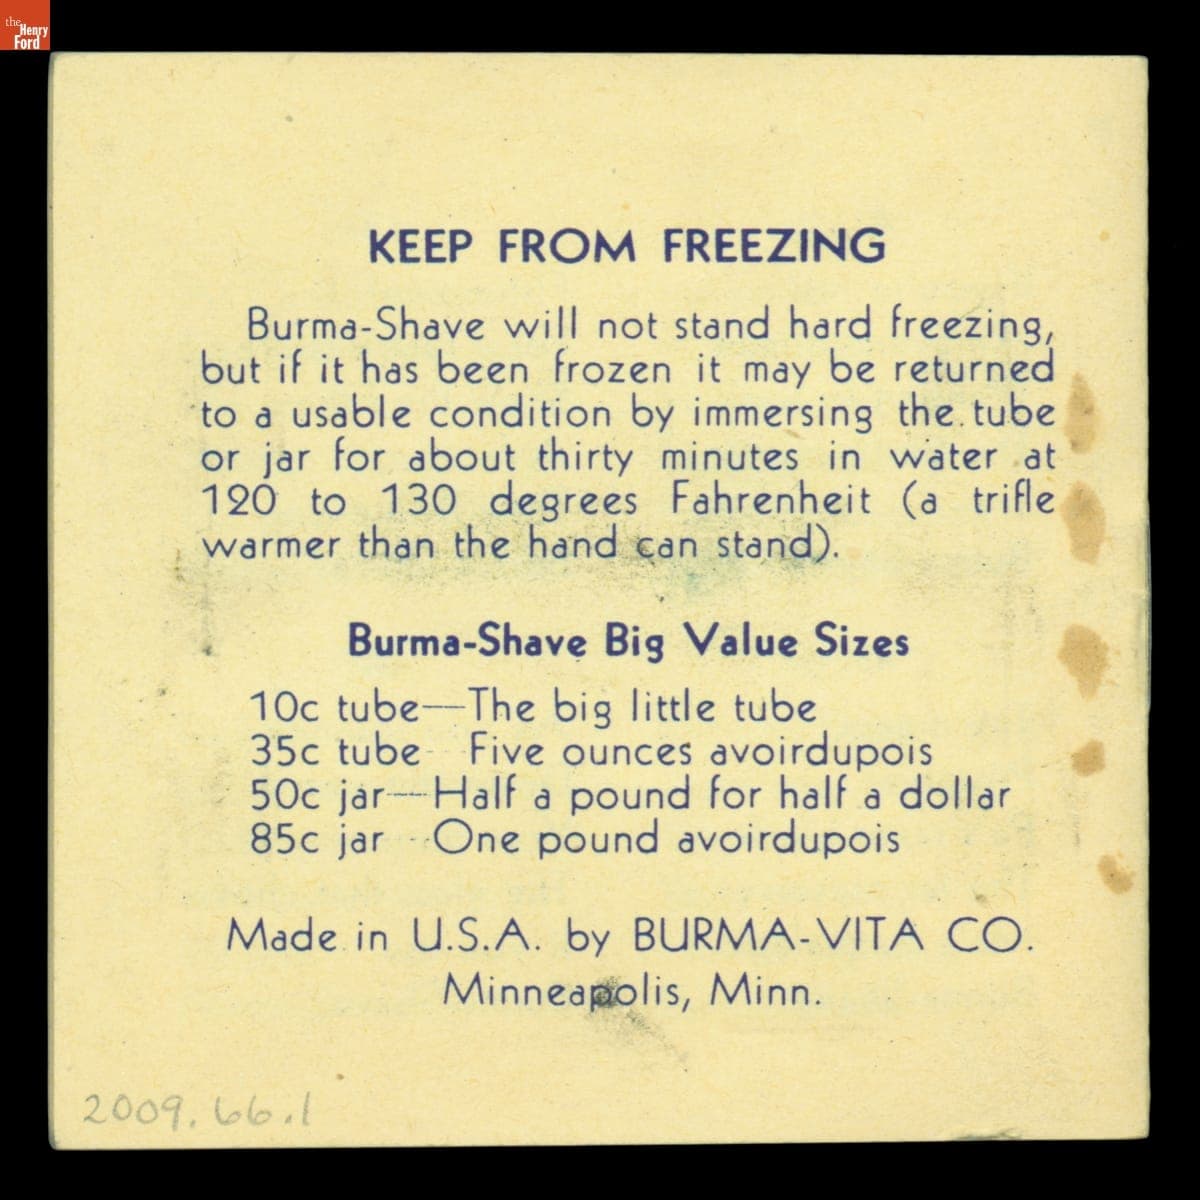 the
Henry
Ford
KEEP FROM FREEZING
Burma-Shave will not stand hard freezing,
but if it has been frozen it may be returned
to a usable condition by immersing the tube
or jar for about thirty minutes in water at
120 to 130 degrees Fahrenheit (a trifle
warmer than the hand can stand).
Burma-Shave Big Value Sizes
10c tube—The big little tube
35c tube—Five ounces avoirdupois
50c jar—Half a pound for half a dollar
85c jar—One pound avoirdupois
Made in U.S.A. by BURMA-VITA CO.
Minneapolis, Minn.
2009.66.1